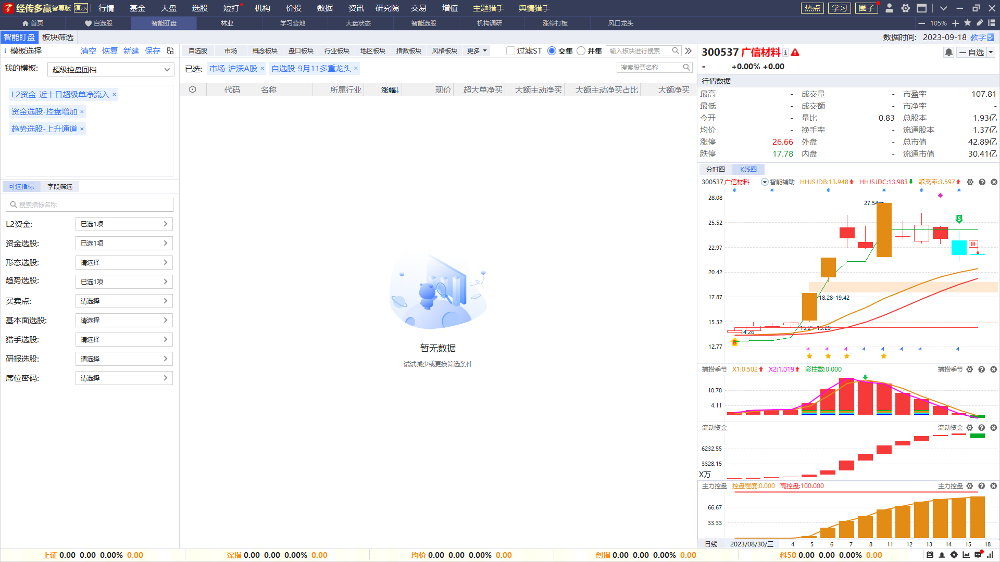 经传多赢 智尊版 演示 行情 基金 大盘 选股 短打 机构 价投 数据 资讯 研究院 交易 增值 主题猎手 舆情猎手 热点 学习 圈子
首页 自选股 智能盯盘 林业 学习营地 大盘状态 智能选股 机构调研 涨停打板 风口龙头 105%
智能盯盘 板块筛选 数据时间: 2023-09-18 教学
模板选择 清空 恢复 新建 保存
我的模板: 超级控盘回档
L2资金-近十日超级单净流入 ×
资金选股-控盘增加 ×
趋势选股-上升通道 ×
可选指标 字段筛选
搜索指标名称
L2资金: 已选1项
资金选股: 已选1项
形态选股: 请选择
趋势选股: 已选1项
买卖点: 请选择
基本面选股: 请选择
猎手选股: 请选择
研报选股: 请选择
席位密码: 请选择
自选股 市场 概念板块 盘口板块 行业板块 地区板块 指数板块 风格板块 更多 过滤ST 交集 并集 输入板块进行搜索
已选: 市场-沪深A股 × 自选股-9月11多重龙头 × 搜索股票名称
代码 名称 所属行业 涨幅↓ 现价 超大单净买 大额主动净买 大额主动净买占比 大额净买
暂无数据
试试减少或更换筛选条件
300537 广信材料 自选
- +0.00% +0.00
行情数据
最高 - 成交量 - 市盈率 107.81
最低 - 成交额 - 市净率 -
今开 - 量比 0.83 总股本 1.93亿
均价 - 换手率 - 流通股本 1.37亿
涨停 26.66 外盘 - 总市值 42.89亿
跌停 17.78 内盘 - 流通市值 30.41亿
分时图 K线图
300537 广信材料 智能辅助 HHJSJDB:13.948 HHJSJDC:13.983 乖离率:3.597
28.08
27.54
25.52
S
22.97
自
20.42
17.87
18.28-19.42
15.32
15.25-15.29
14.26
B
12.77
捕捞季节 X1:0.502 X2:1.019 彩柱数:0.000 捕捞季节
10.78
4.11
流动资金 流动资金
6232.55
3328.15
X万
主力控盘 控盘程度:0.000 高控盘:100.000 主力控盘
66.67
33.33
日线 2023/08/30/三 4 5 6 7 8 11 12 13 14 15 18
上证 0.00 0.00 0.00% 0.00 深指 0.00 0.00 0.00% 0.00 均价 0.00 0.00 0.00% 0.00 创指 0.00 0.00 0.00% 0.00 科50 0.00 0.00 0.00% 0.00